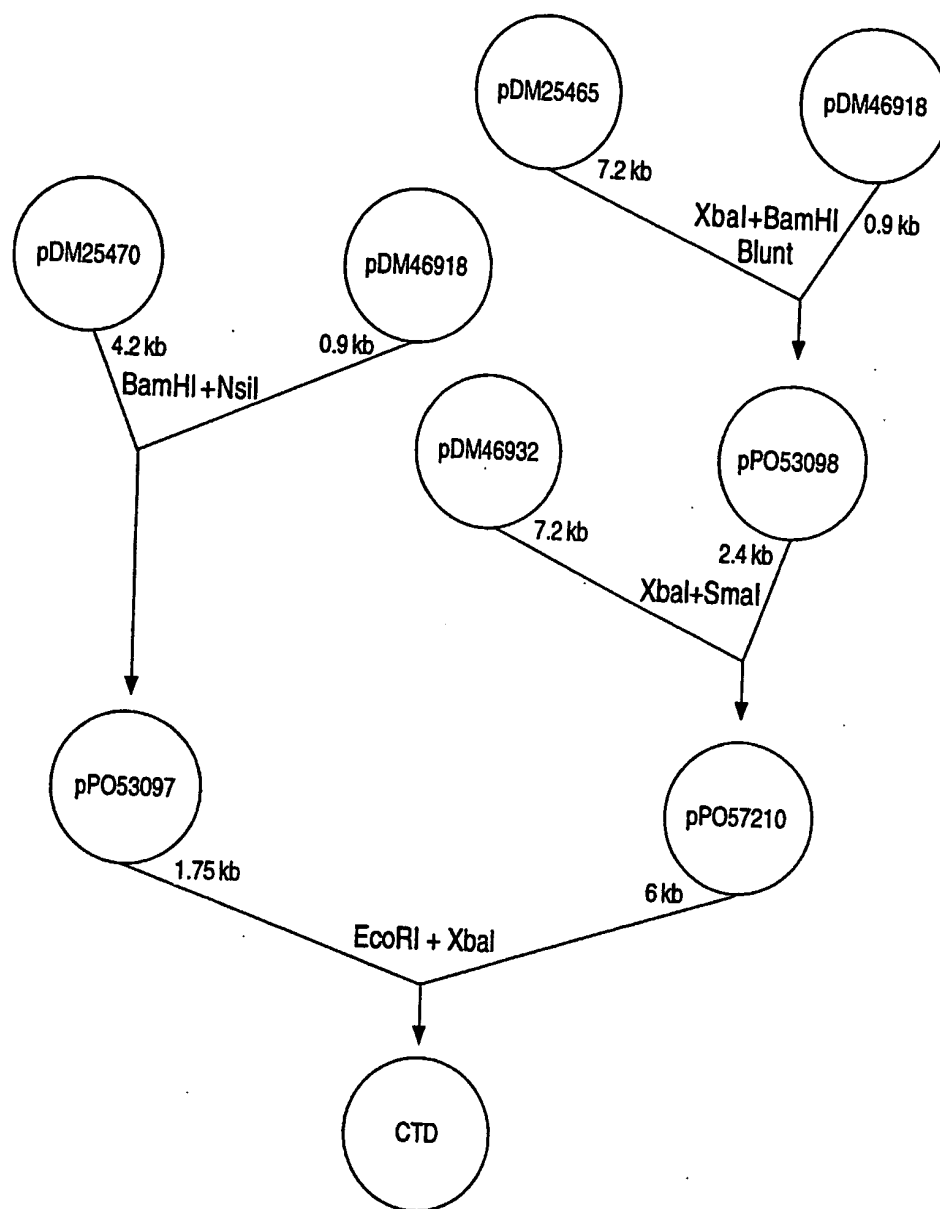 pDM25465
pDM46918
7.2 kb
XbaI+BamHI
Blunt
0.9 kb
pDM25470
pDM46918
4.2 kb
0.9 kb
BamHI+NsiI
pDM46932
pPO53098
7.2 kb
2.4 kb
XbaI+SmaI
pPO53097
pPO57210
1.75 kb
6 kb
EcoRI + XbaI
CTD